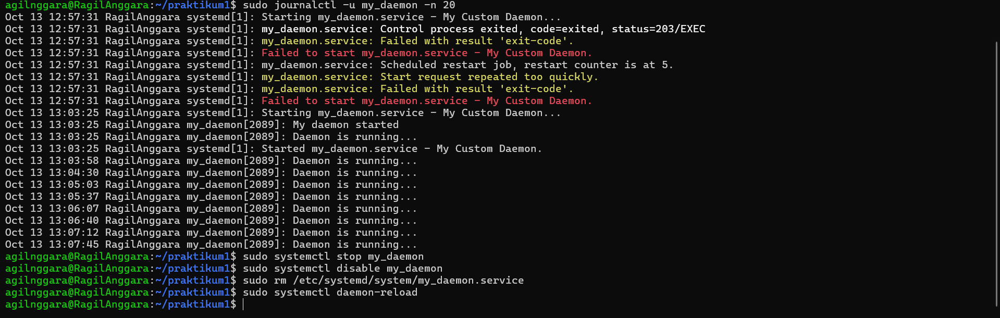 agilnggara@RagilAnggara:~/praktikum1$ sudo journalctl -u my_daemon -n 20
Oct 13 12:57:31 RagilAnggara systemd[1]: Starting my_daemon.service - My Custom Daemon...
Oct 13 12:57:31 RagilAnggara systemd[1]: my_daemon.service: Control process exited, code=exited, status=203/EXEC
Oct 13 12:57:31 RagilAnggara systemd[1]: my_daemon.service: Failed with result 'exit-code'.
Oct 13 12:57:31 RagilAnggara systemd[1]: Failed to start my_daemon.service - My Custom Daemon.
Oct 13 12:57:31 RagilAnggara systemd[1]: my_daemon.service: Scheduled restart job, restart counter is at 5.
Oct 13 12:57:31 RagilAnggara systemd[1]: my_daemon.service: Start request repeated too quickly.
Oct 13 12:57:31 RagilAnggara systemd[1]: my_daemon.service: Failed with result 'exit-code'.
Oct 13 12:57:31 RagilAnggara systemd[1]: Failed to start my_daemon.service - My Custom Daemon.
Oct 13 13:03:25 RagilAnggara systemd[1]: Starting my_daemon.service - My Custom Daemon...
Oct 13 13:03:25 RagilAnggara my_daemon[2089]: My daemon started
Oct 13 13:03:25 RagilAnggara my_daemon[2089]: Daemon is running...
Oct 13 13:03:25 RagilAnggara systemd[1]: Started my_daemon.service - My Custom Daemon.
Oct 13 13:03:58 RagilAnggara my_daemon[2089]: Daemon is running...
Oct 13 13:04:30 RagilAnggara my_daemon[2089]: Daemon is running...
Oct 13 13:05:03 RagilAnggara my_daemon[2089]: Daemon is running...
Oct 13 13:05:37 RagilAnggara my_daemon[2089]: Daemon is running...
Oct 13 13:06:07 RagilAnggara my_daemon[2089]: Daemon is running...
Oct 13 13:06:40 RagilAnggara my_daemon[2089]: Daemon is running...
Oct 13 13:07:12 RagilAnggara my_daemon[2089]: Daemon is running...
Oct 13 13:07:45 RagilAnggara my_daemon[2089]: Daemon is running...
agilnggara@RagilAnggara:~/praktikum1$ sudo systemctl stop my_daemon
agilnggara@RagilAnggara:~/praktikum1$ sudo systemctl disable my_daemon
agilnggara@RagilAnggara:~/praktikum1$ sudo rm /etc/systemd/system/my_daemon.service
agilnggara@RagilAnggara:~/praktikum1$ sudo systemctl daemon-reload
agilnggara@RagilAnggara:~/praktikum1$